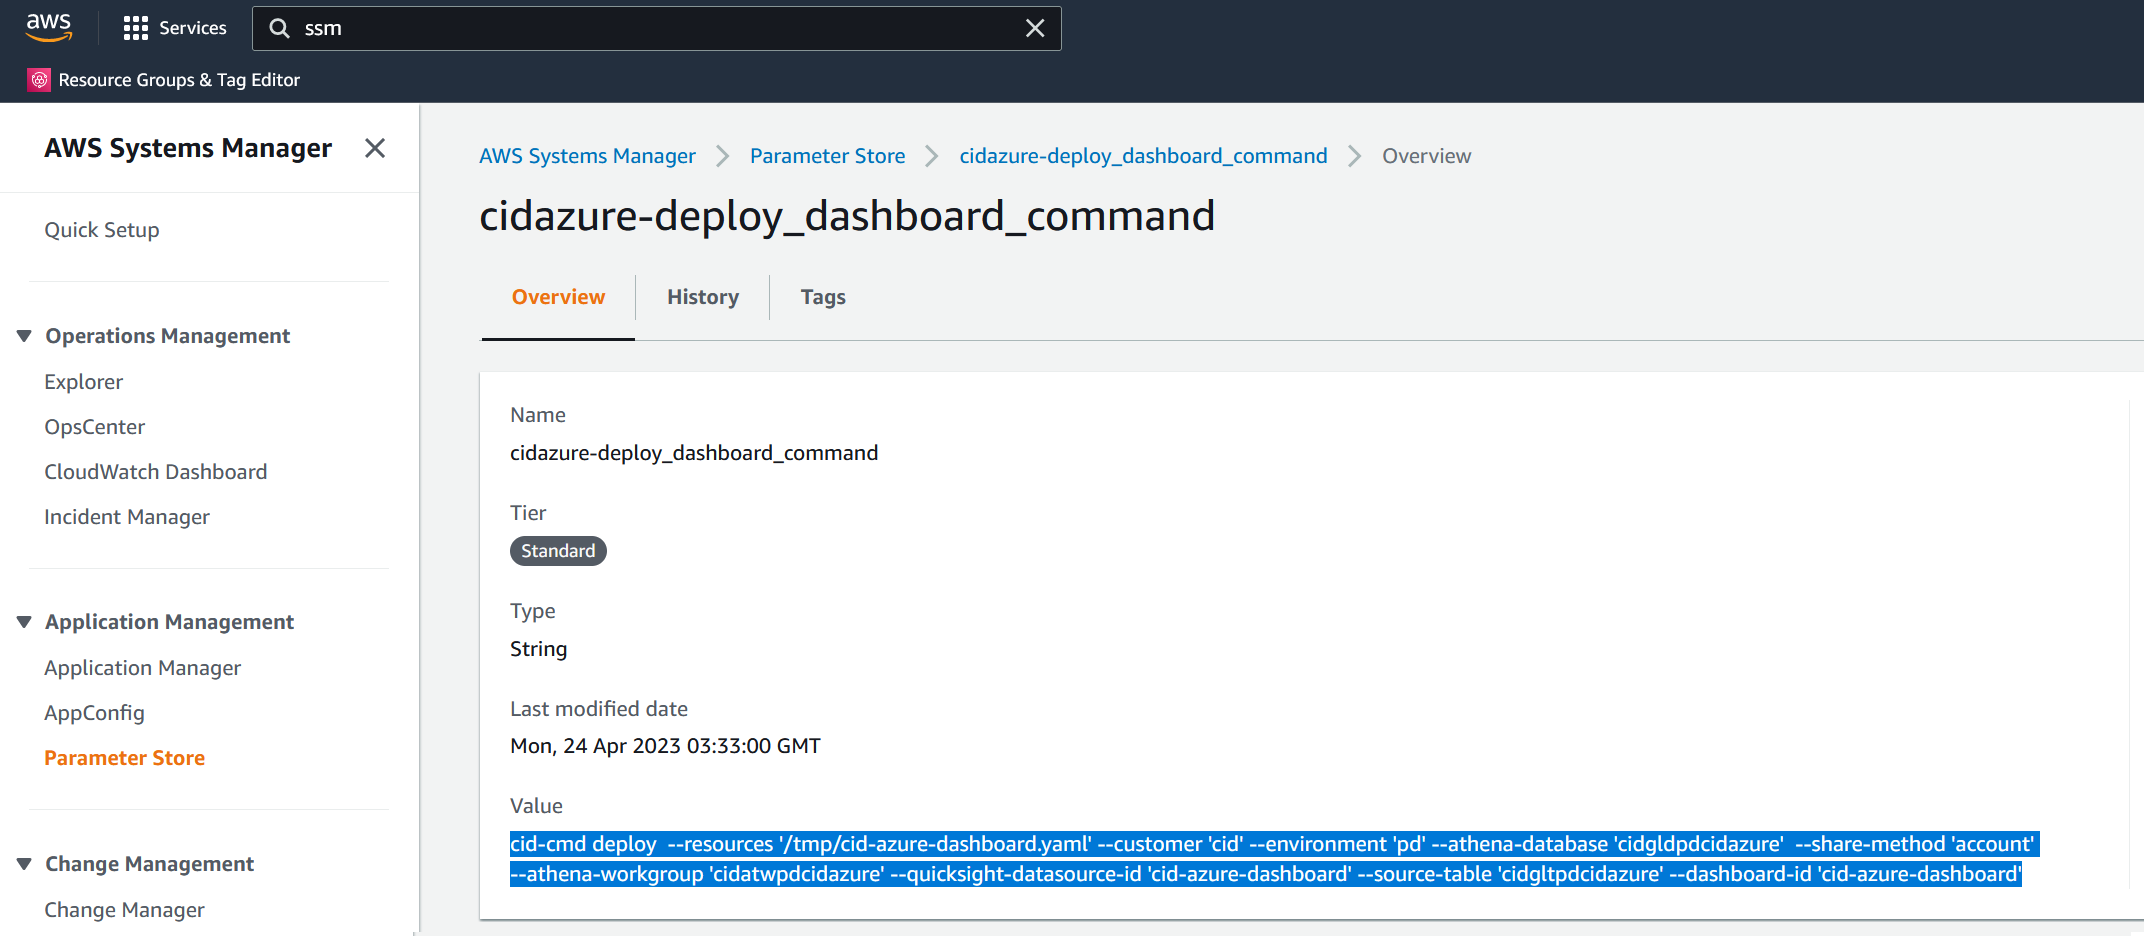 aws
Services
ssm
Resource Groups & Tag Editor
AWS Systems Manager
Quick Setup
Operations Management
Explorer
OpsCenter
CloudWatch Dashboard
Incident Manager
Application Management
Application Manager
AppConfig
Parameter Store
Change Management
Change Manager
AWS Systems Manager > Parameter Store > cidazure-deploy_dashboard_command > Overview
cidazure-deploy_dashboard_command
Overview History Tags
Name
cidazure-deploy_dashboard_command
Tier
Standard
Type
String
Last modified date
Mon, 24 Apr 2023 03:33:00 GMT
Value
cid-cmd deploy  --resources '/tmp/cid-azure-dashboard.yaml' --customer 'cid' --environment 'pd' --athena-database 'cidgldpdcidazure'  --share-method 'account'
--athena-workgroup 'cidatwpdcidazure' --quicksight-datasource-id 'cid-azure-dashboard' --source-table 'cidgltpdcidazure' --dashboard-id 'cid-azure-dashboard'